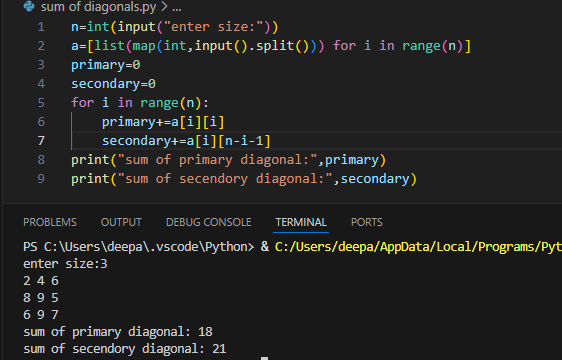 sum of diagonals.py > ...
1 n=int(input("enter size:"))
2 a=[list(map(int,input().split())) for i in range(n)]
3 primary=0
4 secondary=0
5 for i in range(n):
6     primary+=a[i][i]
7     secondary+=a[i][n-i-1]
8 print("sum of primary diagonal:",primary)
9 print("sum of secendory diagonal:",secondary)
PROBLEMS OUTPUT DEBUG CONSOLE TERMINAL PORTS
PS C:\Users\deepa\.vscode\Python> & C:/Users/deepa/AppData/Local/Programs/Pyt
enter size:3
2 4 6
8 9 5
6 9 7
sum of primary diagonal: 18
sum of secendory diagonal: 21